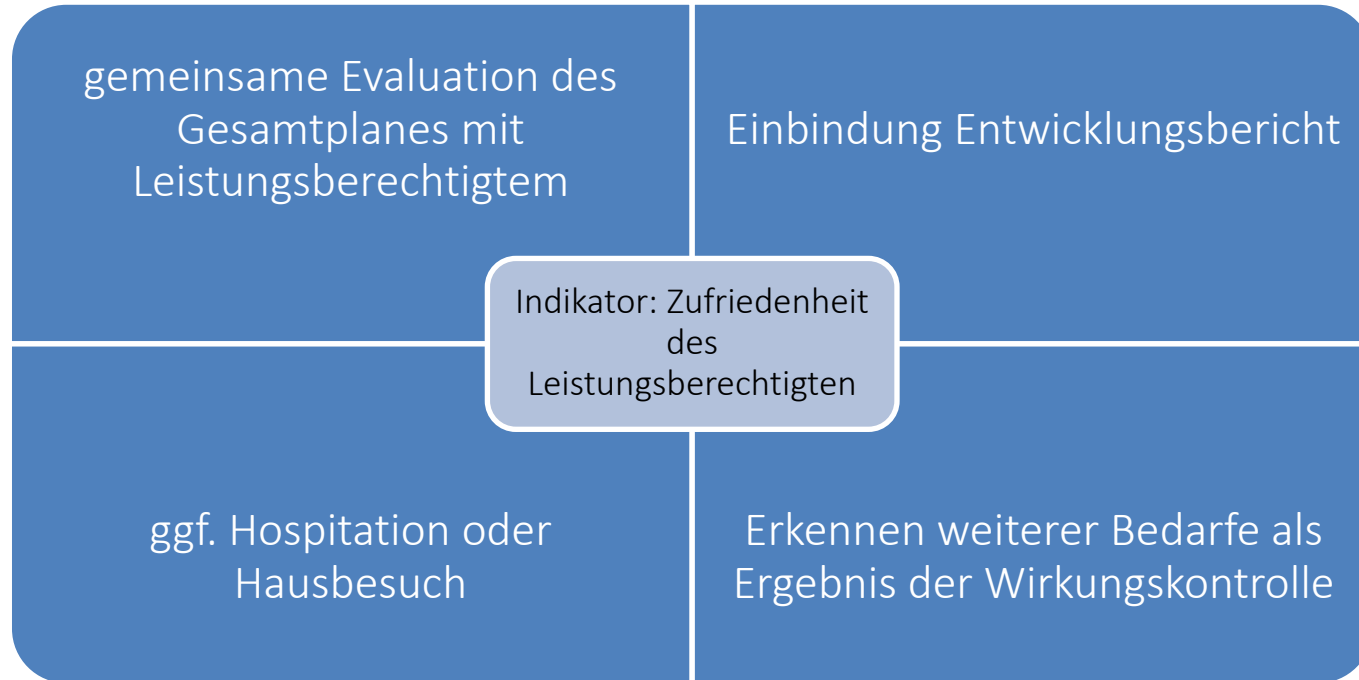 gemeinsame Evaluation des
Gesamtplanes mit
Leistungsberechtigtem
Einbindung Entwicklungsbericht
Indikator: Zufriedenheit
des
Leistungsberechtigten
ggf. Hospitation oder
Hausbesuch
Erkennen weiterer Bedarfe als
Ergebnis der Wirkungskontrolle